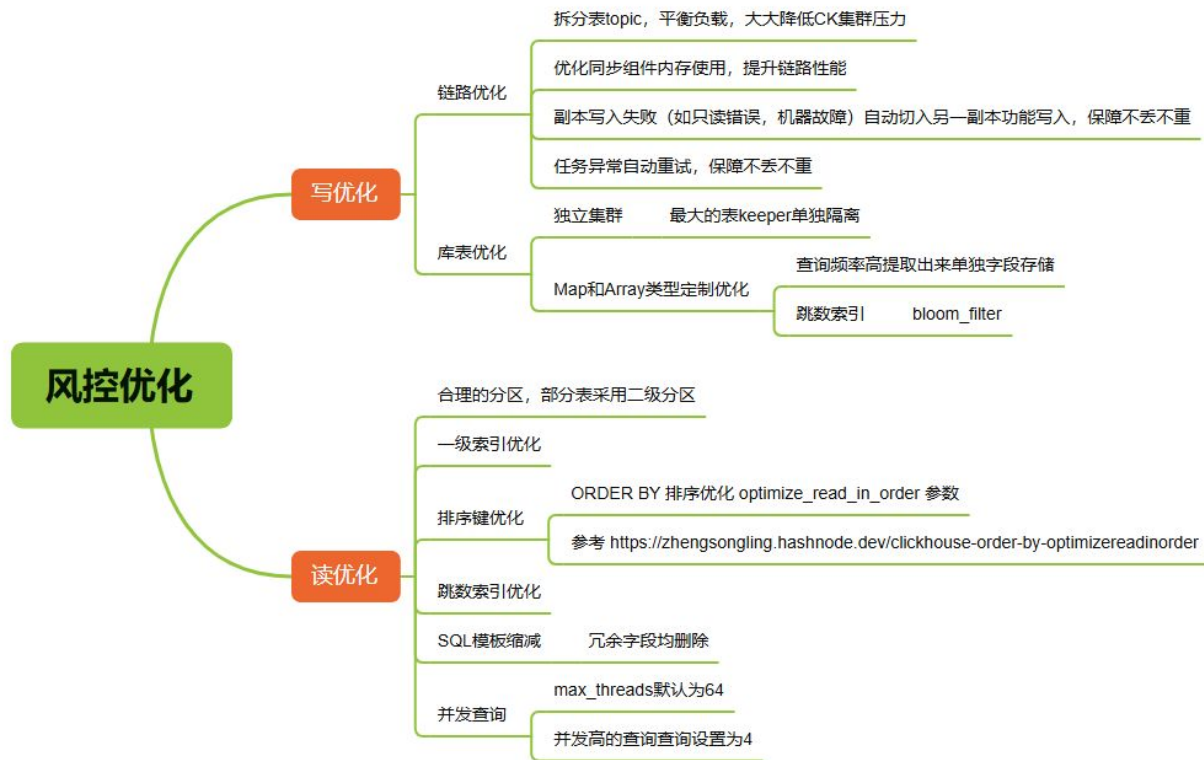 风控优化
写优化
链路优化
拆分表topic，平衡负载，大大降低CK集群压力
优化同步组件内存使用，提升链路性能
副本写入失败（如只读错误，机器故障）自动切入另一副本功能写入，保障不丢不重
任务异常自动重试，保障不丢不重
库表优化
独立集群
最大的表keeper单独隔离
Map和Array类型定制优化
查询频率高提取出来单独字段存储
跳数索引
bloom_filter
读优化
合理的分区，部分表采用二级分区
一级索引优化
排序键优化
ORDER BY 排序优化 optimize_read_in_order 参数
参考 https://zhengsongling.hashnode.dev/clickhouse-order-by-optimizereadinorder
跳数索引优化
SQL模板缩减
冗余字段均删除
并发查询
max_threads默认为64
并发高的查询查询设置为4